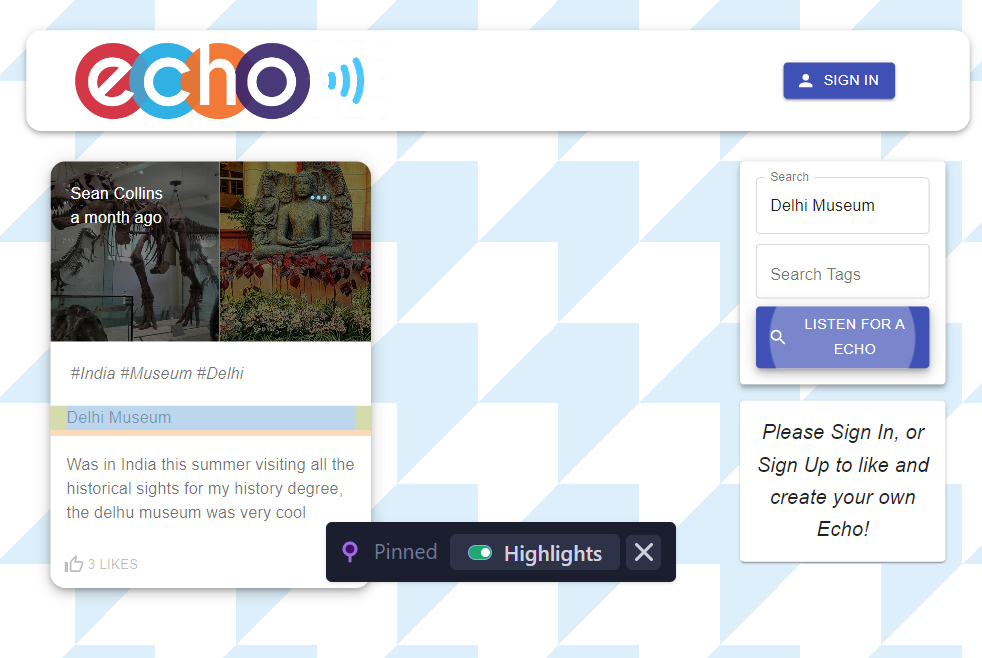 echo
SIGN IN
Sean Collins
a month ago
#India #Museum #Delhi
Delhi Museum
Was in India this summer visiting all the
historical sights for my history degree,
the delhu museum was very cool
3 LIKES
Search
Delhi Museum
Search Tags
LISTEN FOR A
ECHO
Please Sign In, or
Sign Up to like and
create your own
Echo!
Pinned
Highlights